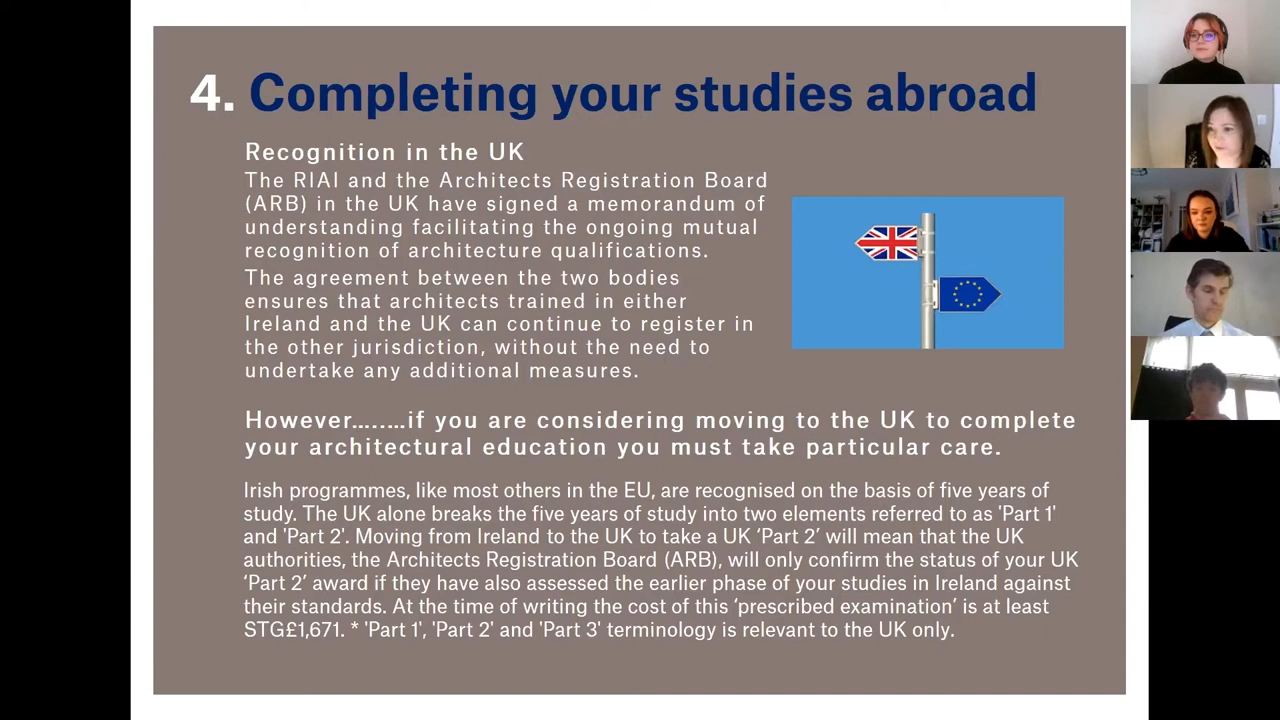 4. Completing your studies abroad
Recognition in the UK
The RIAI and the Architects Registration Board
(ARB) in the UK have signed a memorandum of
understanding facilitating the ongoing mutual
recognition of architecture qualifications.
The agreement between the two bodies
ensures that architects trained in either
Ireland and the UK can continue to register in
the other jurisdiction, without the need to
undertake any additional measures.
However........if you are considering moving to the UK to complete
your architectural education you must take particular care.
Irish programmes, like most others in the EU, are recognised on the basis of five years of
study. The UK alone breaks the five years of study into two elements referred to as 'Part 1'
and 'Part 2'. Moving from Ireland to the UK to take a UK ‘Part 2’ will mean that the UK
authorities, the Architects Registration Board (ARB), will only confirm the status of your UK
‘Part 2’ award if they have also assessed the earlier phase of your studies in Ireland against
their standards. At the time of writing the cost of this ‘prescribed examination’ is at least
STG£1,671. * 'Part 1', 'Part 2' and 'Part 3' terminology is relevant to the UK only.